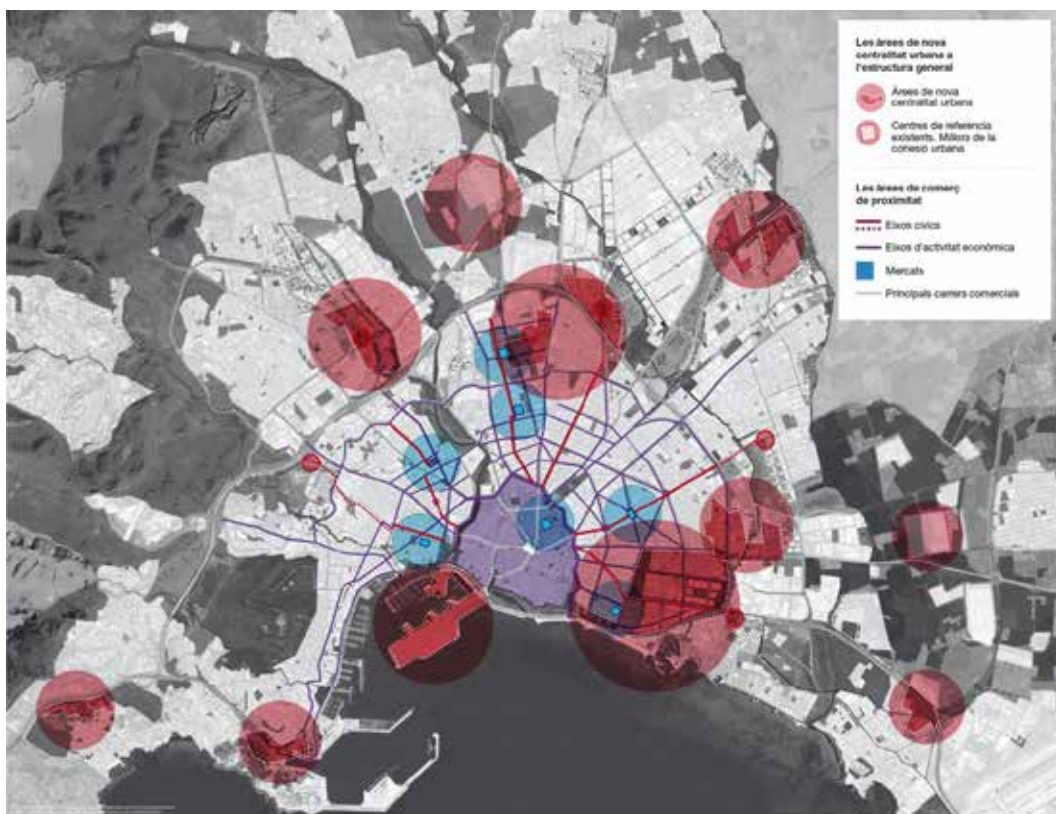 Les àrees de nova
centralitat urbana a
l'estructura general
Àrees de nova
centralitat urbana
Centres de referència
existents. Millora de la
cohesió urbana
Les àrees de comerç
de proximitat
Eixos cívics
Eixos d'activitat econòmica
Mercats
Principals carrers comercials